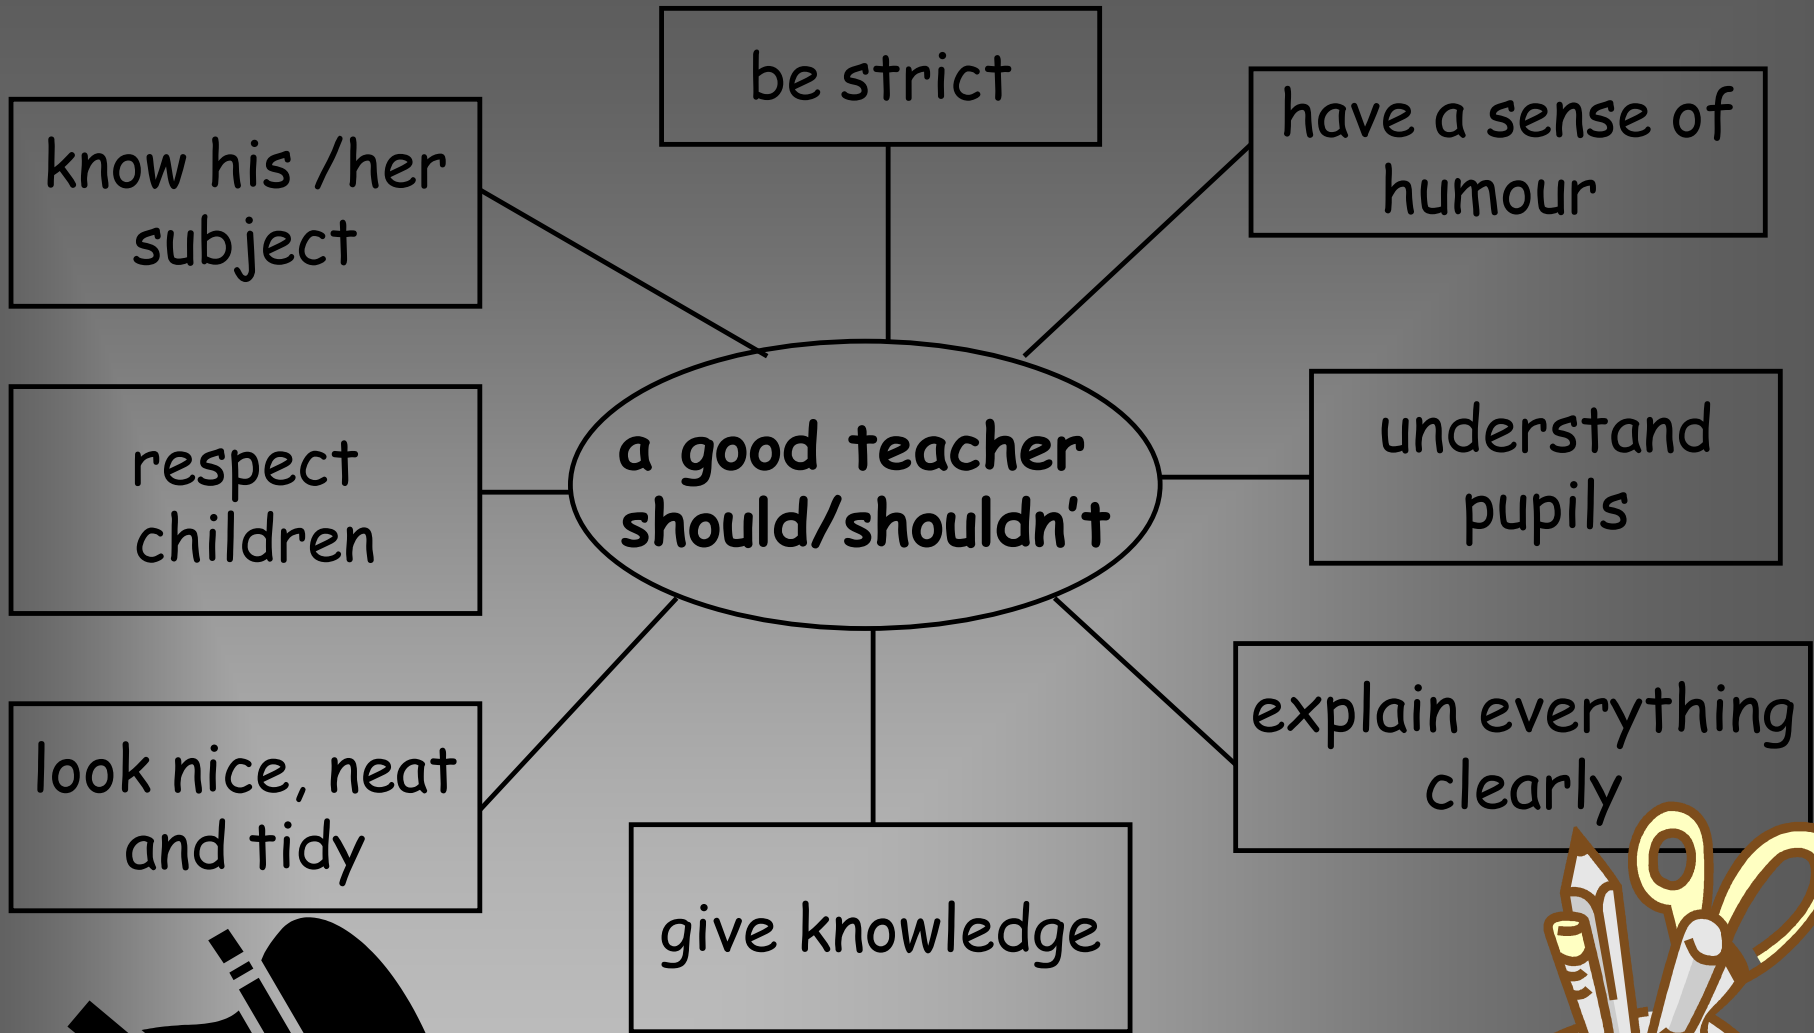 be strict
have a sense of
humour
know his /her
subject
a good teacher
should/shouldn't
respect
children
understand
pupils
look nice, neat
and tidy
explain everything
clearly
give knowledge